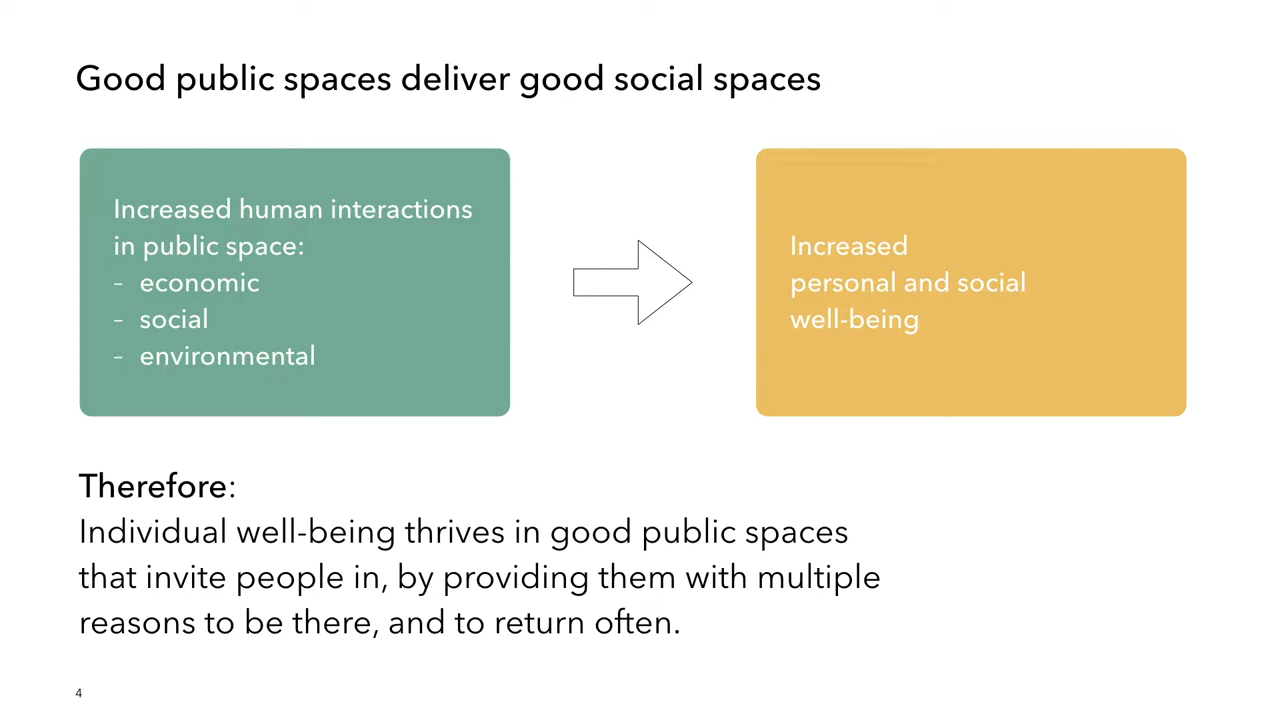 Good public spaces deliver good social spaces
Increased human interactions
in public space:
– economic
– social
– environmental
Increased
personal and social
well-being
Therefore:
Individual well-being thrives in good public spaces
that invite people in, by providing them with multiple
reasons to be there, and to return often.
4